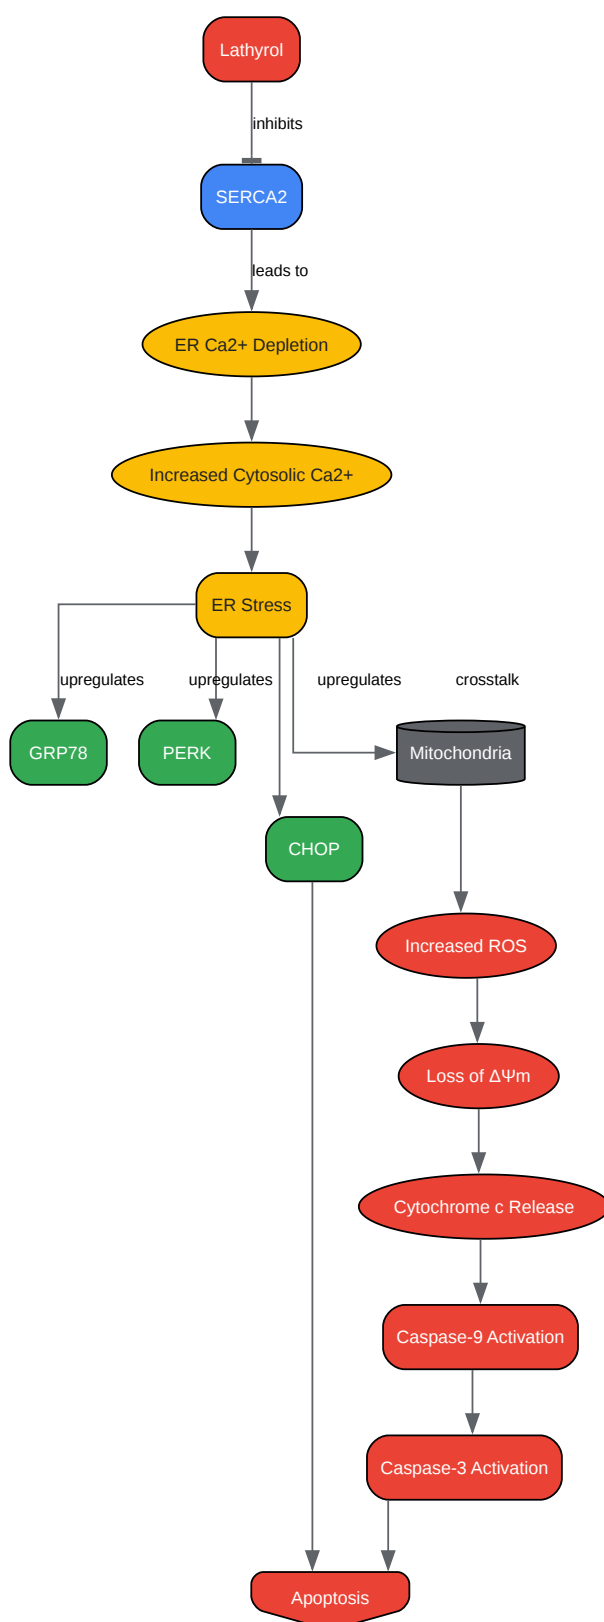 Lathyrol
inhibits
SERCA2
leads to
ER Ca2+ Depletion
Increased Cytosolic Ca2+
ER Stress
upregulates
upregulates
upregulates
crosstalk
GRP78
PERK
Mitochondria
CHOP
Increased ROS
Loss of ΔΨm
Cytochrome c Release
Caspase-9 Activation
Caspase-3 Activation
Apoptosis